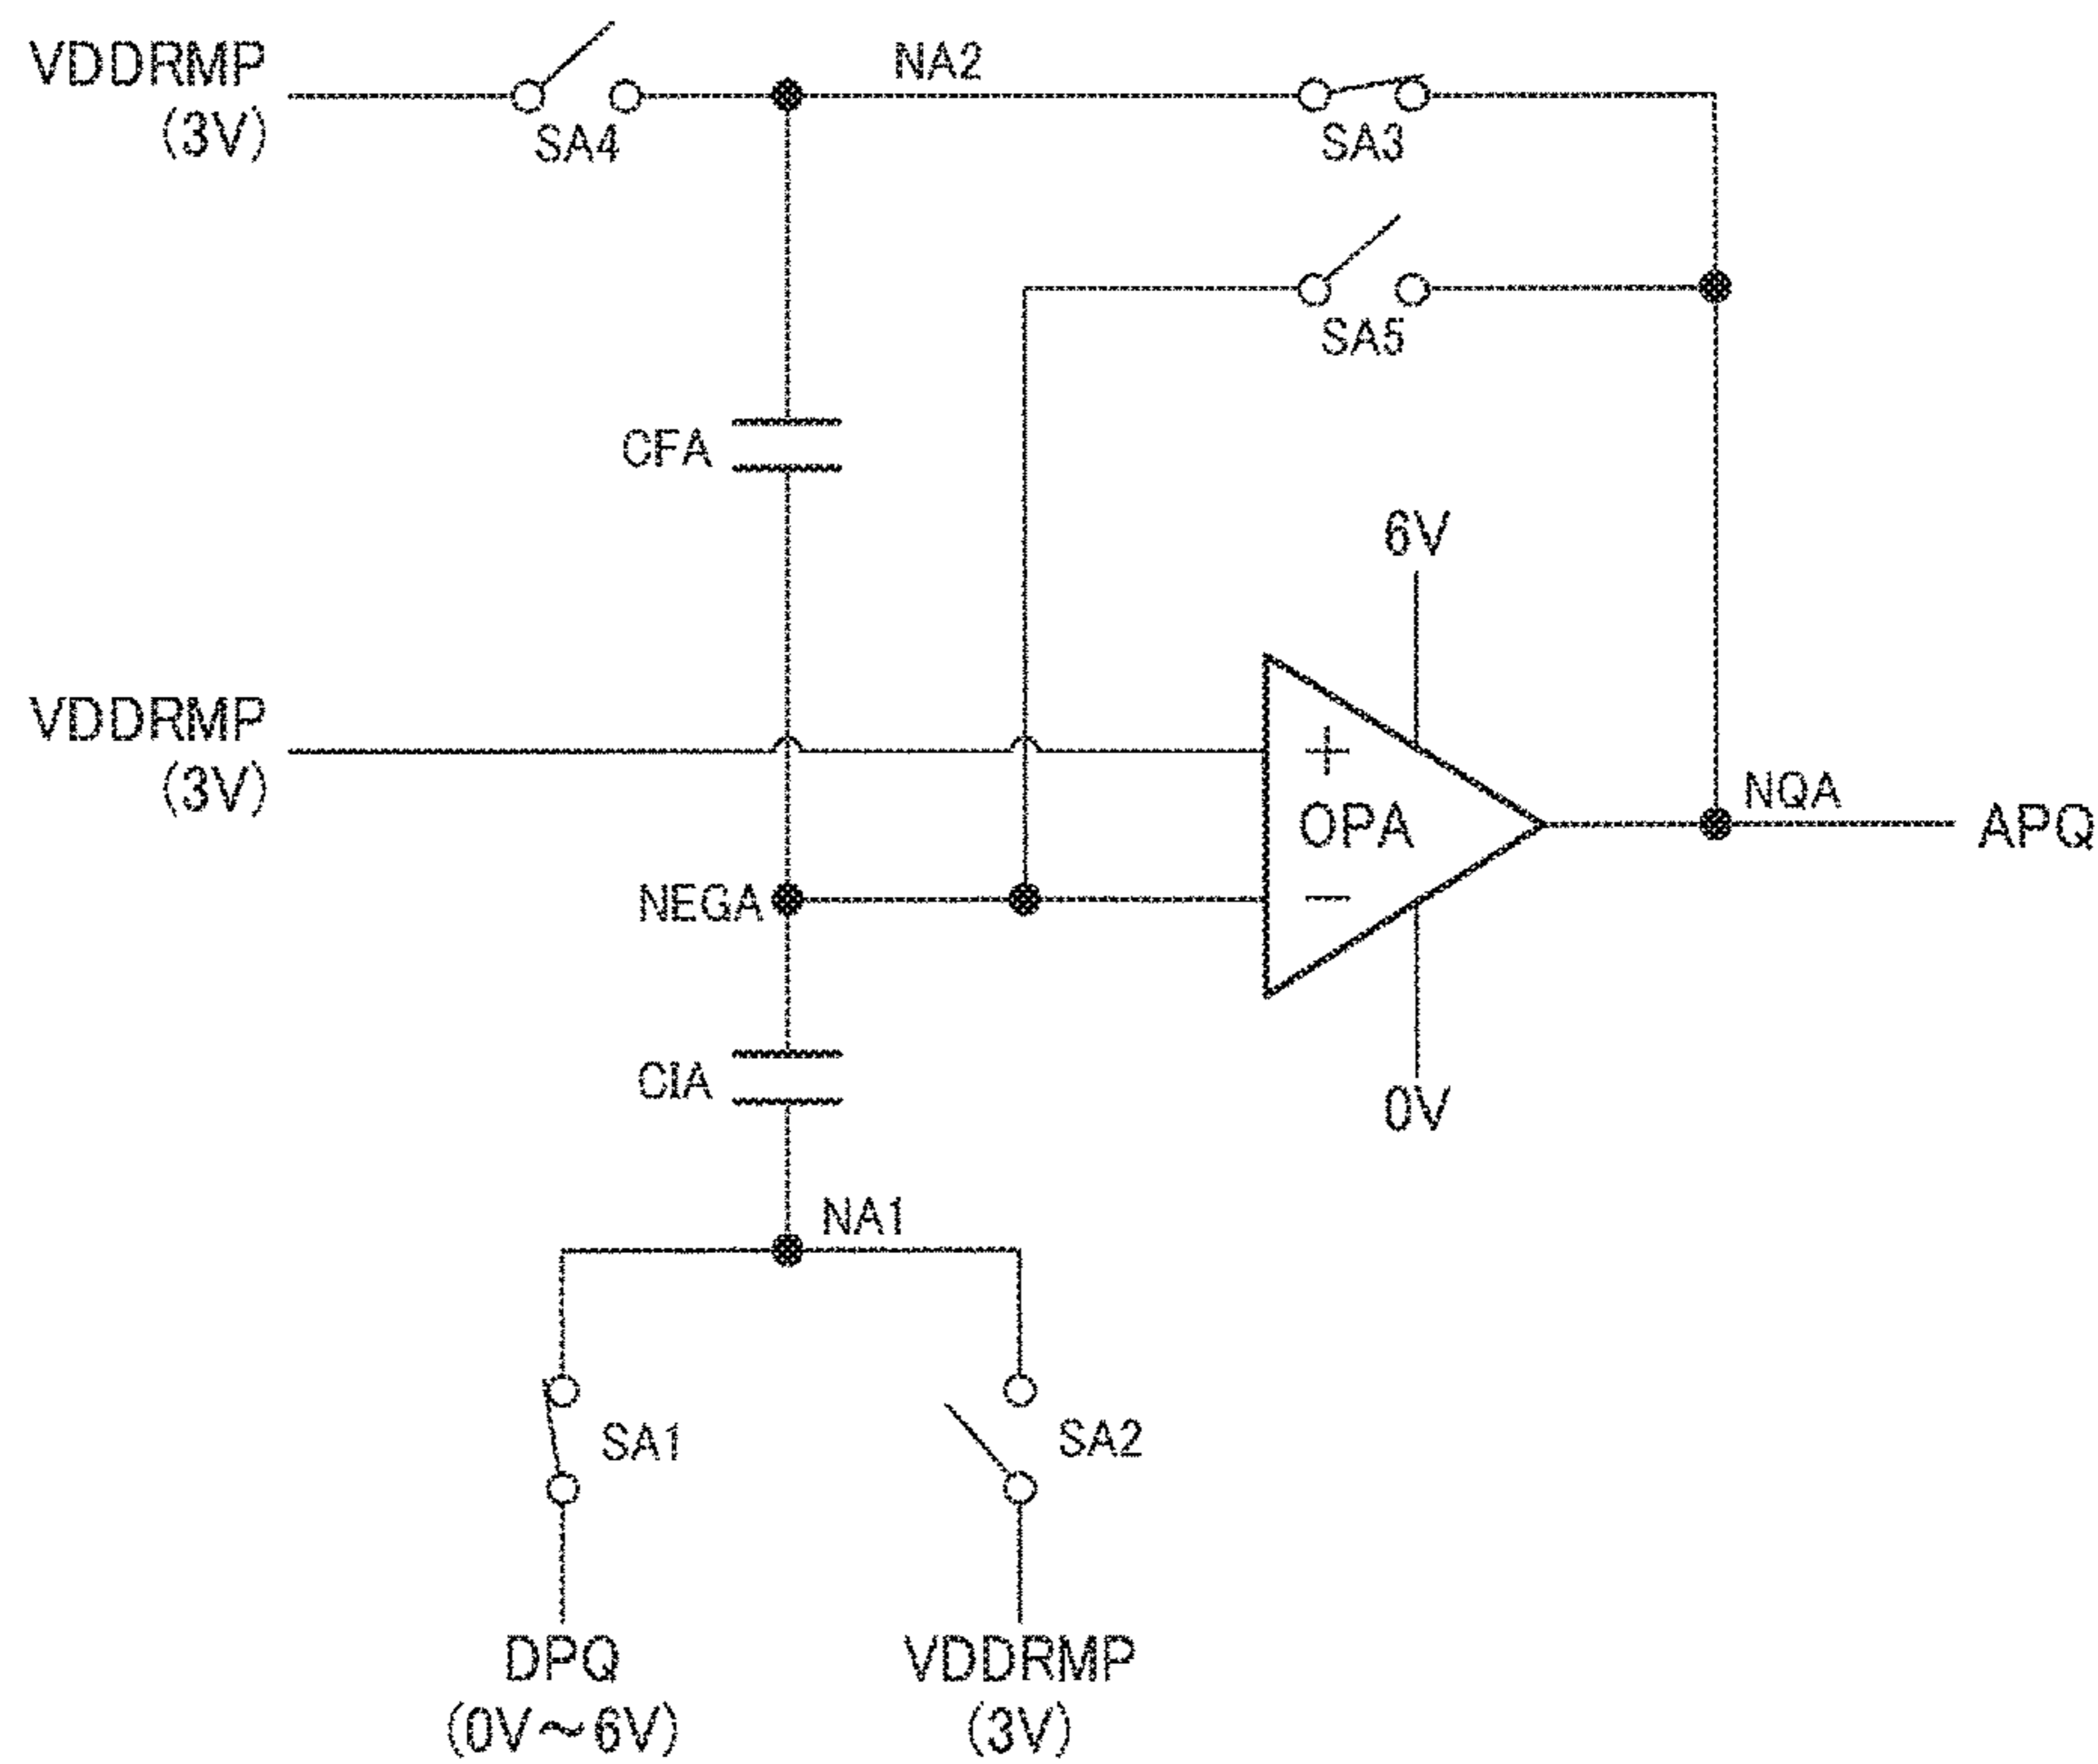 VDDRMP
(3V)
SA4
NA2
SA3
SA5
CFA
6V
VDDRMP
(3V)
+
OPA
−
NQA
APQ
NEGA
0V
CIA
NA1
SA1
SA2
DPQ
(0V~6V)
VDDRMP
(3V)